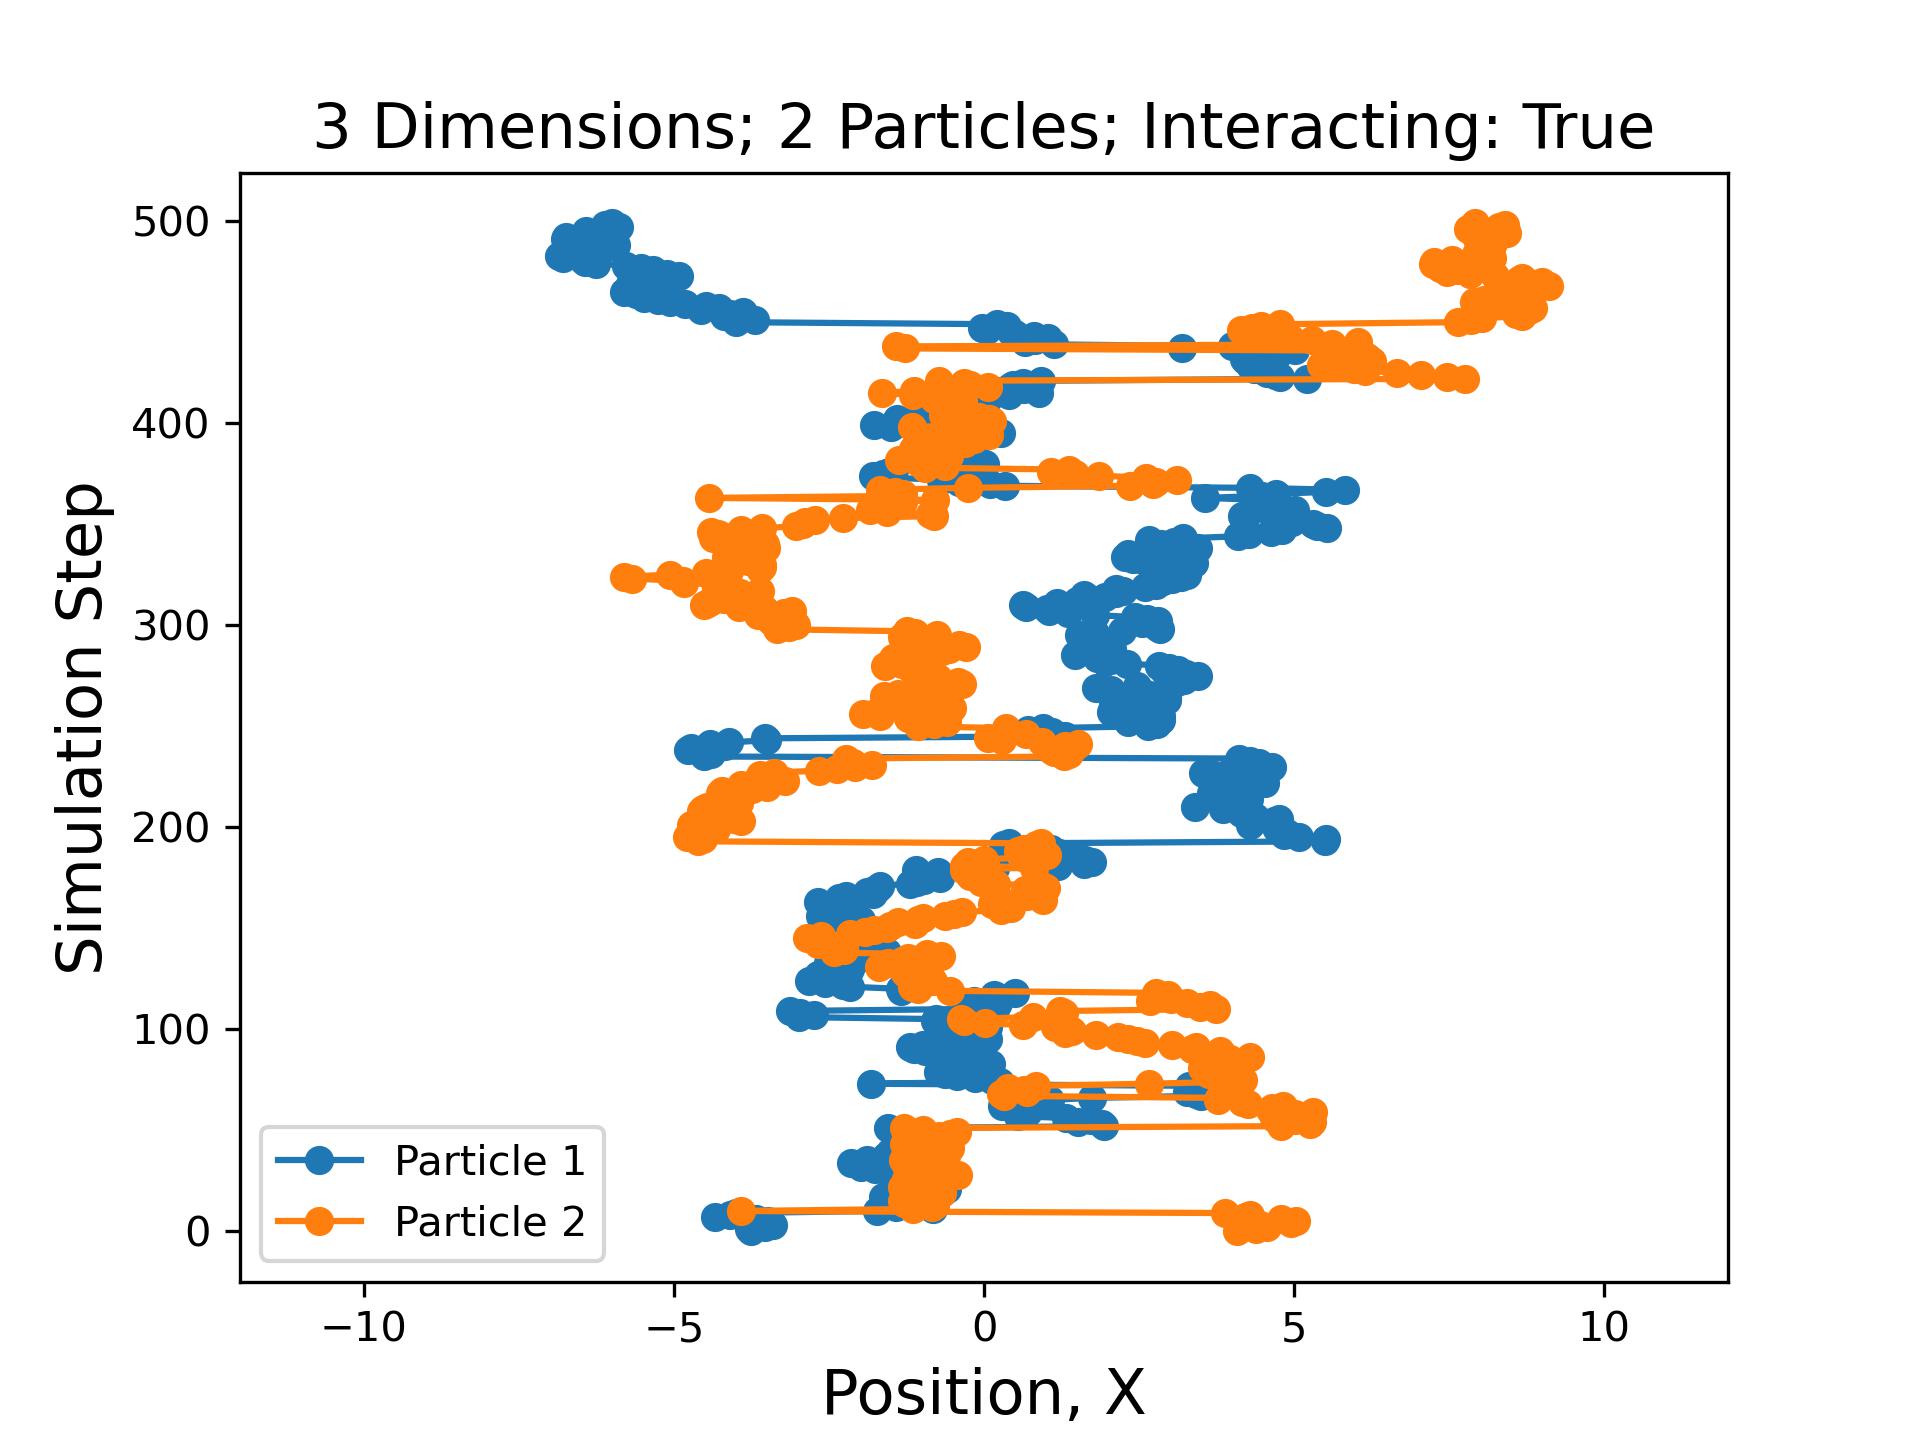 3 Dimensions; 2 Particles; Interacting: True
Simulation Step
500
400
300
200
100
0
Particle 1
Particle 2
−10
−5
0
5
10
Position, X